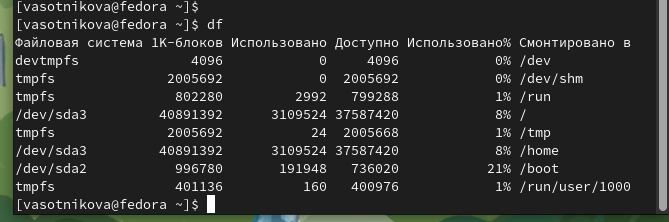 [vasotnikova@fedora ~]$
[vasotnikova@fedora ~]$ df
Файловая система 1K-блоков Использовано Доступно Использовано% Cмонтировано в
devtmpfs 4096 0 4096 0% /dev
tmpfs 2005692 0 2005692 0% /dev/shm
tmpfs 802280 2992 799288 1% /run
/dev/sda3 40891392 3109524 37587420 8% /
tmpfs 2005692 24 2005668 1% /tmp
/dev/sda3 40891392 3109524 37587420 8% /home
/dev/sda2 996780 191948 736020 21% /boot
tmpfs 401136 160 400976 1% /run/user/1000
[vasotnikova@fedora ~]$